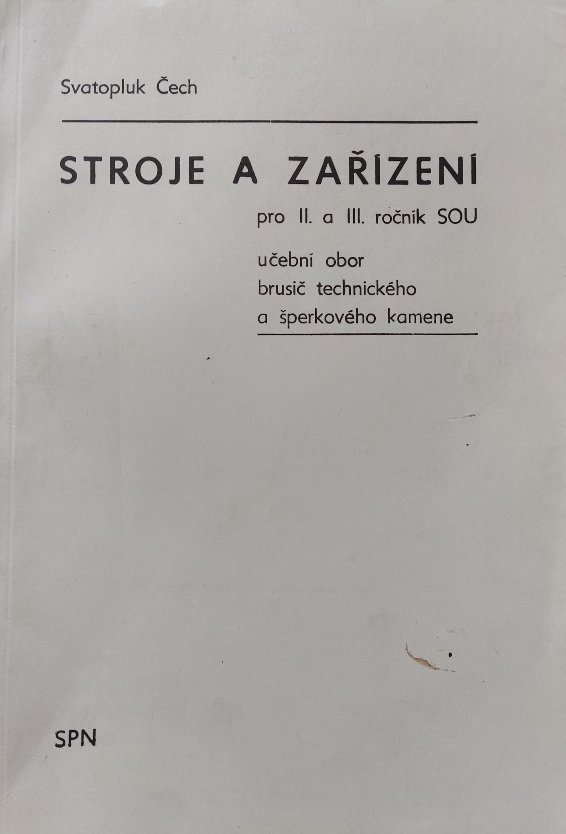 Svatopluk Čech
STROJE A ZAŘÍZENÍ
pro II. a III. ročník SOU
učební obor
brusič technického
a šperkového kamene
SPN